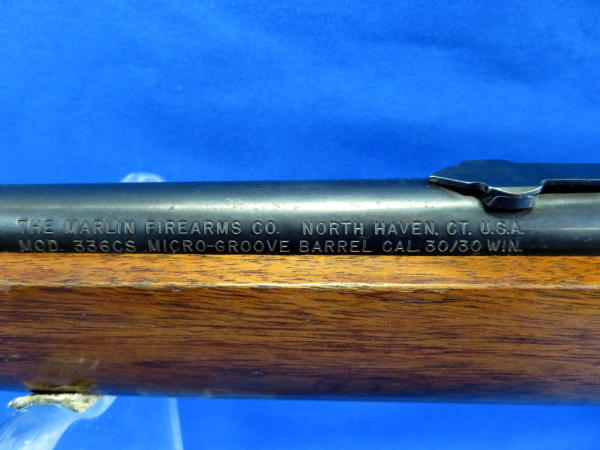 THE MARLIN FIREARMS CO. NORTH HAVEN, CT. U.S.A.
MOD. 336CS MICRO-GROOVE BARREL CAL. 30/30 WIN.